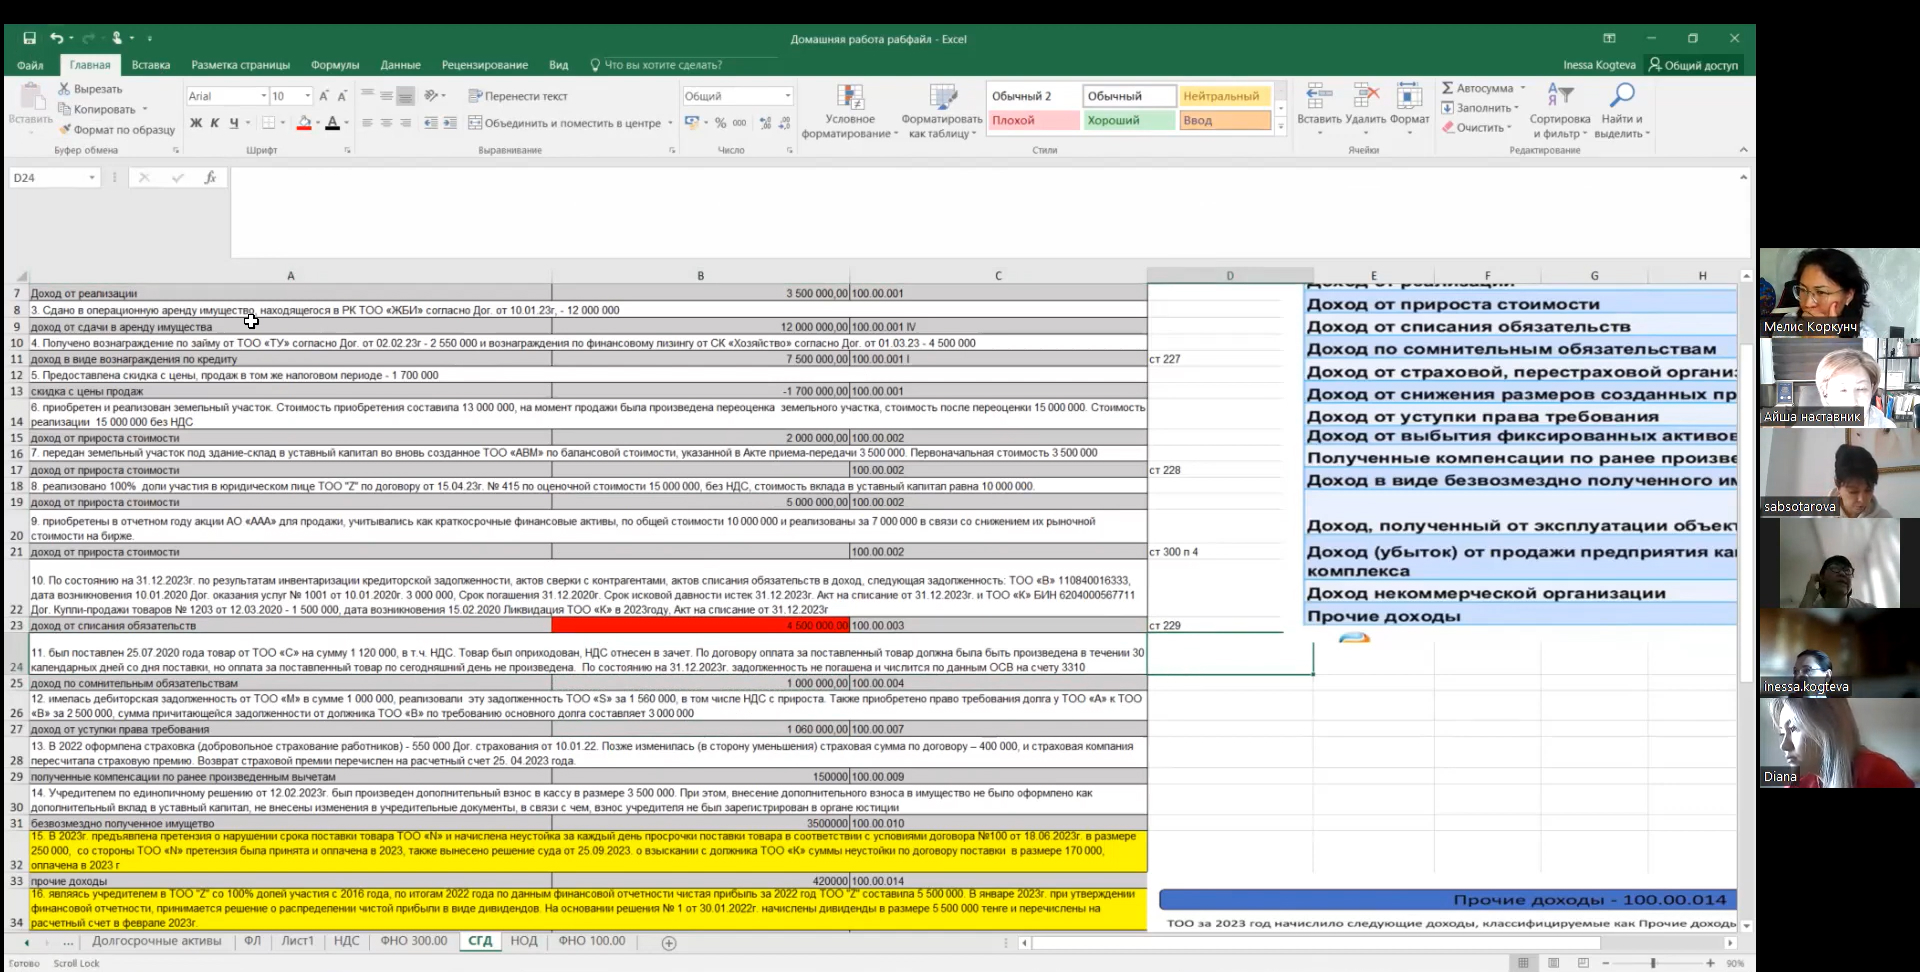 Домашняя работа рабфайл - Excel
Файл Главная Вставка Разметка страницы Формулы Данные Рецензирование Вид Что вы хотите сделать? Inessa Kogteva Общий доступ
Вставить
Вырезать
Копировать
Формат по образцу
Буфер обмена
Arial 10
Ж К Ч
Шрифт
Перенести текст
Объединить и поместить в центре
Выравнивание
Общий
% 000
Число
Условное форматирование
Форматировать как таблицу
Обычный 2 Обычный Нейтральный
Плохой Хороший Ввод
Стили
Вставить Удалить Формат
Ячейки
Автосумма
Заполнить
Очистить
Сортировка и фильтр
Найти и выделить
Редактирование
D24 fx
A B C D E F G H
7 Доход от реализации 3 500 000,00 100.00.001
8 3. Сдано в операционную аренду имущество, находящегося в РК ТОО «ЖБИ» согласно Дог. от 10.01.23г, - 12 000 000
9 доход от сдачи в аренду имущества 12 000 000,00 100.00.001 IV
10 4. Получено вознаграждение по займу от ТОО «ТУ» согласно Дог. от 02.02.23г - 2 550 000 и вознаграждения по финансовому лизингу от СК «Хозяйство» согласно Дог. от 01.03.23 - 4 500 000
11 доход в виде вознаграждения по кредиту 7 500 000,00 100.00.001 I ст 227
12 5. Предоставлена скидка с цены, продаж в том же налоговом периоде - 1 700 000
13 скидка с цены продаж -1 700 000,00 100.00.001
6. приобретен и реализован земельный участок. Стоимость приобретения составила 13 000 000, на момент продажи была произведена переоценка земельного участка, стоимость после переоценки 15 000 000. Стоимость
14 реализации 15 000 000 без НДС
15 доход от прироста стоимости 2 000 000,00 100.00.002
16 7. передан земельный участок под здание-склад в уставный капитал во вновь созданное ТОО «АВМ» по балансовой стоимости, указанной в Акте приема-передачи 3 500 000. Первоначальная стоимость 3 500 000
17 доход от прироста стоимости 100.00.002 ст 228
18 8. реализовано 100% доли участия в юридическом лице ТОО "Z" по договору от 15.04.23г. № 415 по оценочной стоимости 15 000 000, без НДС, стоимость вклада в уставный капитал равна 10 000 000.
19 доход от прироста стоимости 5 000 000,00 100.00.002
9. приобретены в отчетном году акции АО «ААА» для продажи, учитывались как краткосрочные финансовые активы, по общей стоимости 10 000 000 и реализованы за 7 000 000 в связи со снижением их рыночной
20 стоимости на бирже.
21 доход от прироста стоимости 100.00.002 ст 300 п 4
10. По состоянию на 31.12.2023г. по результатам инвентаризации кредиторской задолженности, актов сверки с контрагентами, актов списания обязательств в доход, следующая задолженность: ТОО «В» 110840016333,
дата возникновения 10.01.2020 Дог. оказания услуг № 1001 от 10.01.2020г. 3 000 000, Срок погашения 31.12.2020г. Срок исковой давности истек 31.12.2023г. Акт на списание от 31.12.2023г. и ТОО «К» БИН 6204000567711
22 Дог. Купли-продажи товаров № 1203 от 12.03.2020 - 1 500 000, дата возникновения 15.02.2020 Ликвидация ТОО «К» в 2023году, Акт на списание от 31.12.2023г
23 доход от списания обязательств 4 500 000,00 100.00.003 ст 229
11. был поставлен 25.07.2020 года товар от ТОО «С» на сумму 1 120 000, в т.ч. НДС. Товар был оприходован, НДС отнесен в зачет. По договору оплата за поставленный товар должна была быть произведена в течении 30
24 календарных дней со дня поставки, но оплата за поставленный товар по сегодняшний день не произведена. По состоянию на 31.12.2023г. задолженность не погашена и числится по данным ОСВ на счету 3310
25 доход по сомнительным обязательствам 1 000 000,00 100.00.004
12. имелась дебиторская задолженность от ТОО «М» в сумме 1 000 000, реализовали эту задолженность ТОО «S» за 1 560 000, в том числе НДС с прироста. Также приобретено право требования долга у ТОО «А» к ТОО
26 «В» за 2 500 000, сумма причитающейся задолженности от должника ТОО «В» по требованию основного долга составляет 3 000 000
27 доход от уступки права требования 1 060 000,00 100.00.007
13. В 2022 оформлена страховка (добровольное страхование работников) - 550 000 Дог. страхования от 10.01.22. Позже изменилась (в сторону уменьшения) страховая сумма по договору – 400 000, и страховая компания
28 пересчитала страховую премию. Возврат страховой премии перечислен на расчетный счет 25. 04.2023 года.
29 полученные компенсации по ранее произведенным вычетам 150000 100.00.009
14. Учредителем по единоличному решению от 12.02.2023г. был произведен дополнительный взнос в кассу в размере 3 500 000. При этом, внесение дополнительного взноса в имущество не было оформлено как
30 дополнительный вклад в уставный капитал, не внесены изменения в учредительные документы, в связи с чем, взнос учредителя не был зарегистрирован в органе юстиции
31 безвозмездно полученное имущество 3500000 100.00.010
15. В 2023г. предъявлена претензия о нарушении срока поставки товара ТОО «N» и начислена неустойка за каждый день просрочки поставки товара в соответствии с условиями договора №100 от 18.06.2023г. в размере
250 000, со стороны ТОО «N» претензия была принята и оплачена в 2023, также вынесено решение суда от 25.09.2023. о взыскании с должника ТОО «К» суммы неустойки по договору поставки в размере 170 000,
32 оплачена в 2023 г
33 прочие доходы 420000 100.00.014
16. являясь учредителем в ТОО "Z" со 100% долей участия с 2016 года, по итогам 2022 года по данным финансовой отчетности чистая прибыль за 2022 год ТОО "Z" составила 5 500 000. В январе 2023г. при утверждении
финансовой отчетности, принимается решение о распределении чистой прибыли в виде дивидендов. На основании решения № 1 от 30.01.2022г. начислены дивиденды в размере 5 500 000 тенге и перечислены на
34 расчетный счет в феврале 2023г.
Доход от прироста стоимости
Доход от списания обязательств
Доход по сомнительным обязательствам
Доход от страховой, перестраховой органи
Доход от снижения размеров созданных пр
Доход от уступки права требования
Доход от выбытия фиксированных активов
Полученные компенсации по ранее произве
Доход в виде безвозмездно полученного им
Доход, полученный от эксплуатации объект
Доход (убыток) от продажи предприятия ка
комплекса
Доход некоммерческой организации
Прочие доходы
Прочие доходы - 100.00.014
ТОО за 2023 год начислило следующие доходы, классифицируемые как Прочие доходы
... Долгосрочные активы ФЛ Лист1 НДС ФНО 300.00 СГД НОД ФНО 100.00
Готово Scroll Lock 90%
Мелис Коркунч
Айша наставник
sabsotarova
inessa.kogteva
Diana